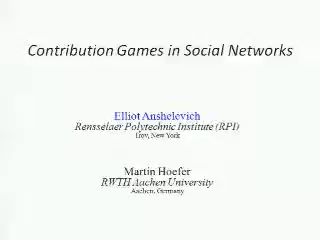 Contribution Games in Social Networks
Elliot Anshelevich
Rensselaer Polytechnic Institute (RPI)
Troy, New York
Martin Hoefer
RWTH Aachen University
Aachen, Germany